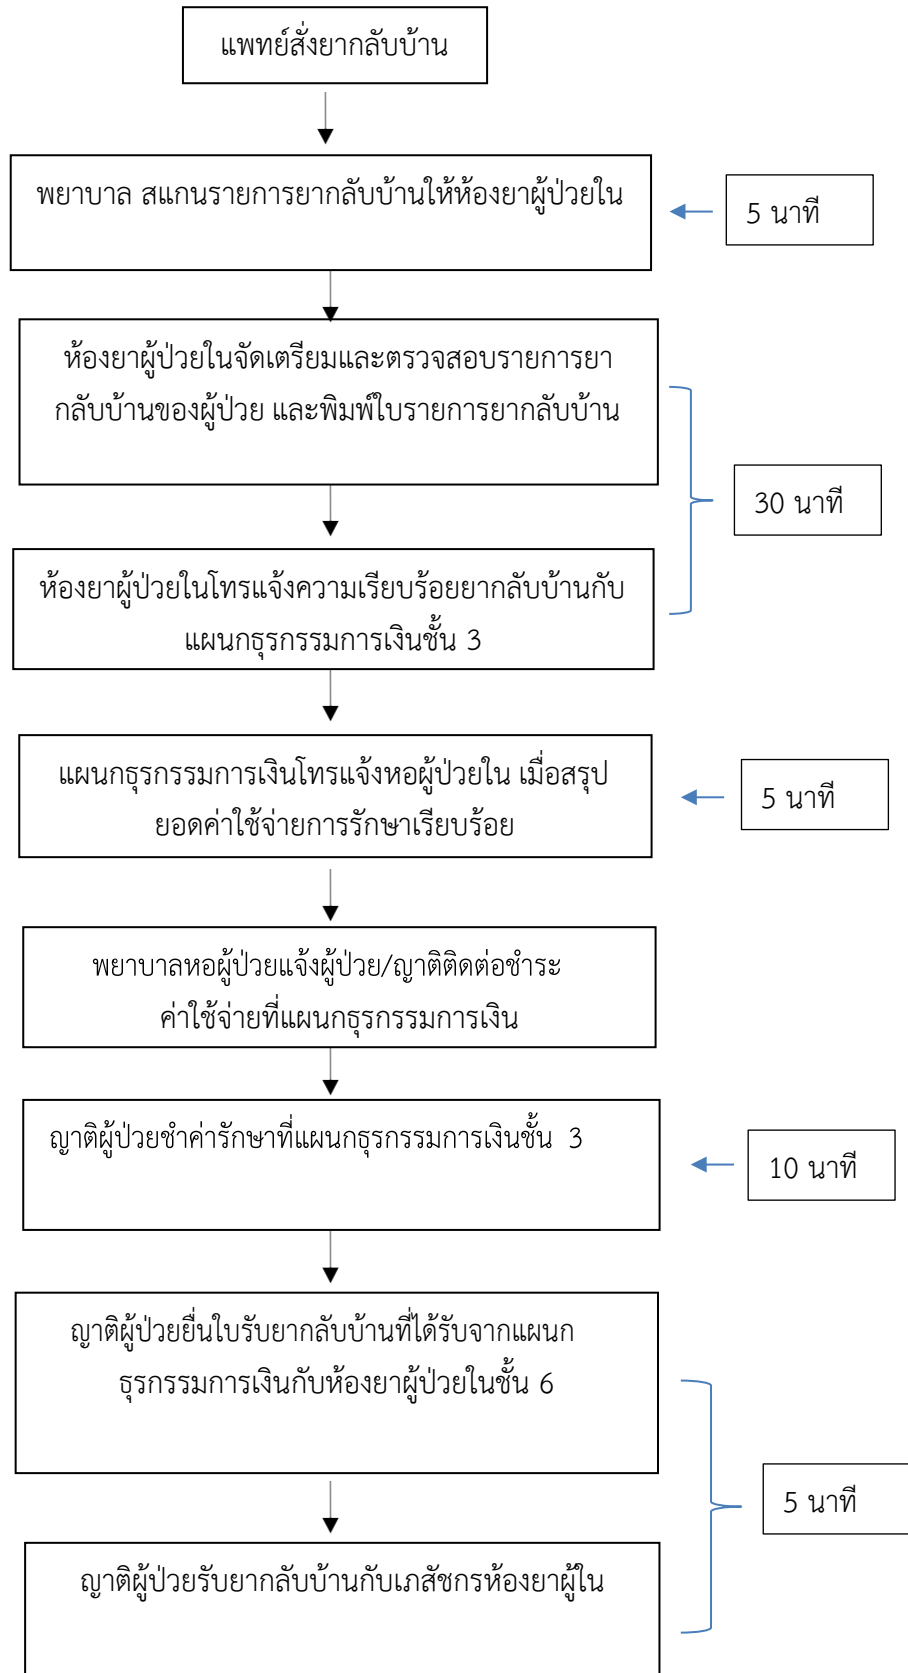 แพทย์สั่งยากลับบ้าน
พยาบาล สแกนรายการยากลับบ้านให้ห้องยาผู้ป่วยใน
5 นาที
ห้องยาผู้ป่วยในจัดเตรียมและตรวจสอบรายการยา
กลับบ้านของผู้ป่วย และพิมพ์ใบรายการยากลับบ้าน
30 นาที
ห้องยาผู้ป่วยในโทรแจ้งความเรียบร้อยยากลับบ้านกับ
แผนกธุรกรรมการเงินชั้น 3
แผนกธุรกรรมการเงินโทรแจ้งหอผู้ป่วยใน เมื่อสรุป
ยอดค่าใช้จ่ายการรักษาเรียบร้อย
5 นาที
พยาบาลหอผู้ป่วยแจ้งผู้ป่วย/ญาติติดต่อชำระ
ค่าใช้จ่ายที่แผนกธุรกรรมการเงิน
ญาติผู้ป่วยชำค่ารักษาที่แผนกธุรกรรมการเงินชั้น 3
10 นาที
ญาติผู้ป่วยยื่นใบรับยากลับบ้านที่ได้รับจากแผนก
ธุรกรรมการเงินกับห้องยาผู้ป่วยในชั้น 6
5 นาที
ญาติผู้ป่วยรับยากลับบ้านกับเภสัชกรห้องยาผู้ใน